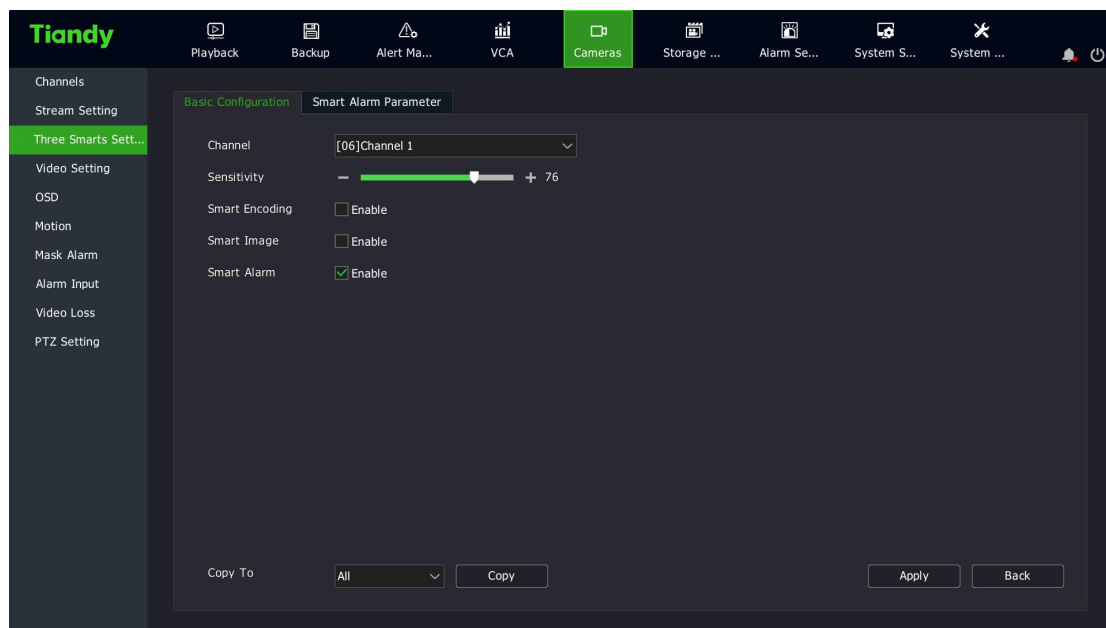 Tiandy
Playback
Backup
Alert Ma...
VCA
Cameras
Storage ...
Alarm Se...
System S...
System ...
Channels
Stream Setting
Three Smarts Sett...
Video Setting
OSD
Motion
Mask Alarm
Alarm Input
Video Loss
PTZ Setting
Basic Configuration
Smart Alarm Parameter
Channel [06]Channel 1
Sensitivity 76
Smart Encoding Enable
Smart Image Enable
Smart Alarm Enable
Copy To All Copy Apply Back